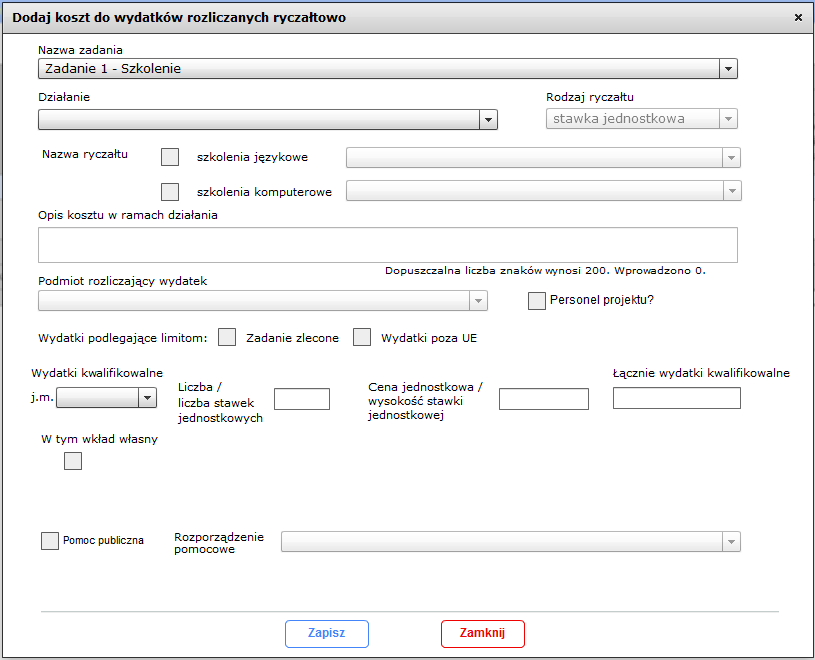 Dodaj koszt do wydatków rozliczanych ryczałtowo
×
Nazwa zadania
Zadanie 1 - Szkolenie
Działanie
Rodzaj ryczałtu
stawka jednostkowa
Nazwa ryczałtu
szkolenia językowe
szkolenia komputerowe
Opis kosztu w ramach działania
Dopuszczalna liczba znaków wynosi 200. Wprowadzono 0.
Podmiot rozliczający wydatek
Personel projektu?
Wydatki podlegające limitom:
Zadanie zlecone
Wydatki poza UE
Wydatki kwalifikowalne
j.m.
Liczba /
liczba stawek
jednostkowych
Cena jednostkowa /
wysokość stawki
jednostkowej
Łącznie wydatki kwalifikowalne
W tym wkład własny
Pomoc publiczna
Rozporządzenie
pomocowe
Zapisz
Zamknij